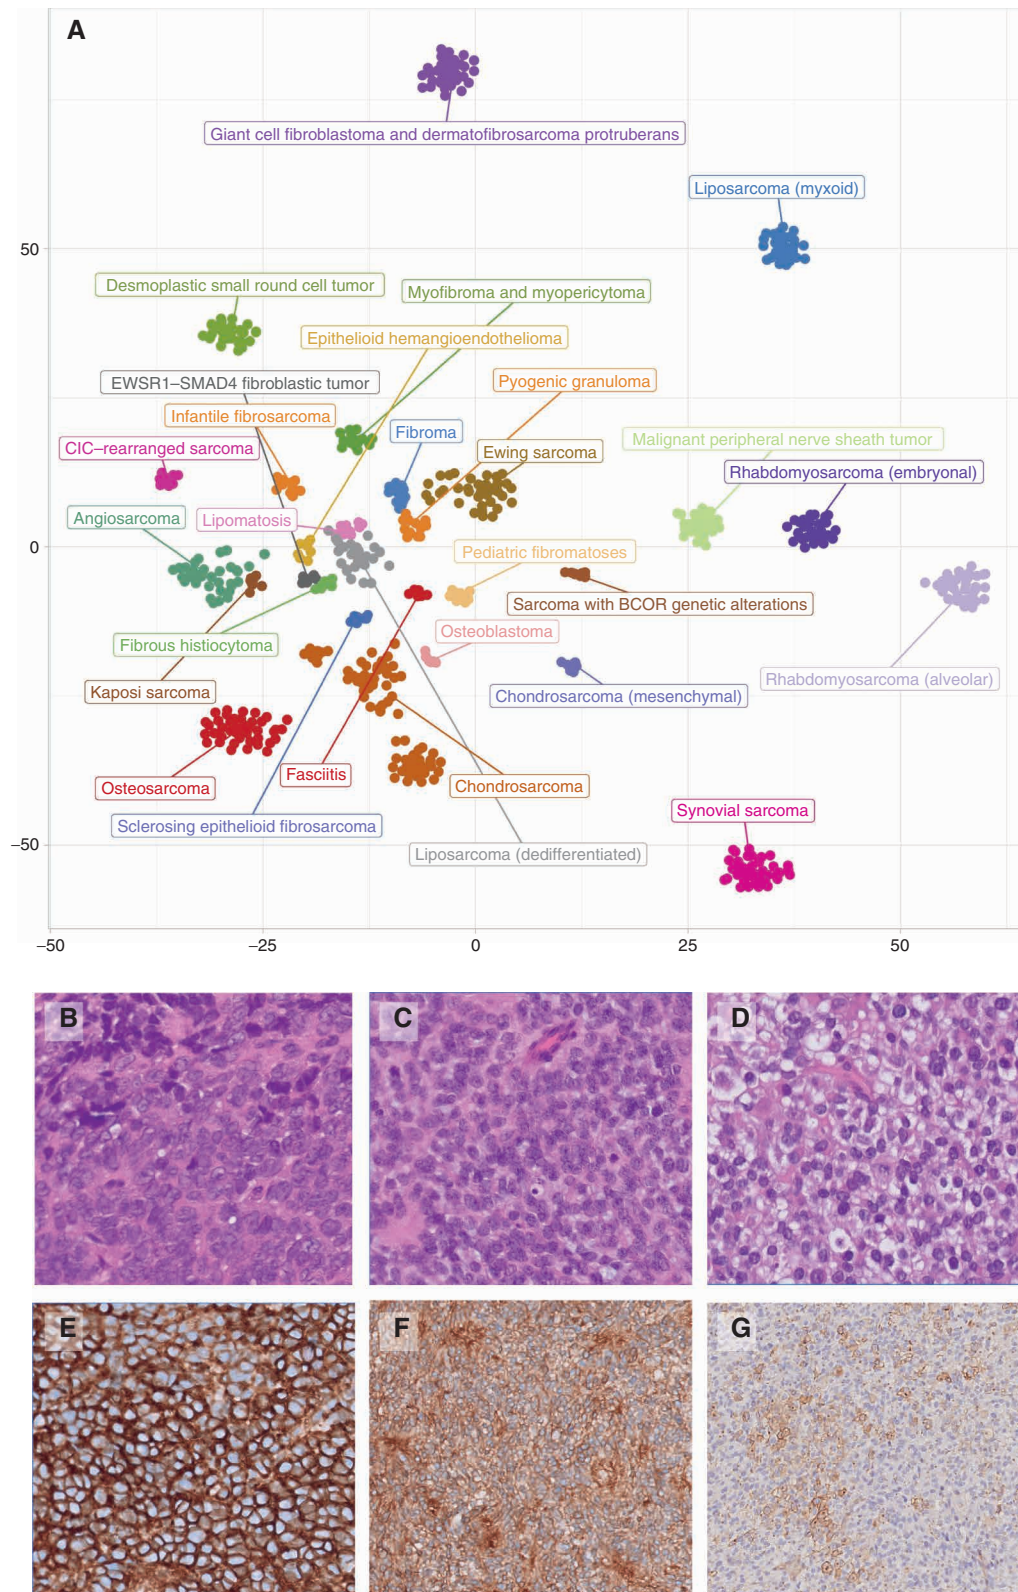 A
Giant cell fibroblastoma and dermatofibrosarcoma protruberans
Liposarcoma (myxoid)
50
Desmoplastic small round cell tumor
Myofibroma and myopericytoma
Epithelioid hemangioendothelioma
EWSR1–SMAD4 fibroblastic tumor
Pyogenic granuloma
Infantile fibrosarcoma
Fibroma
CIC–rearranged sarcoma
Ewing sarcoma
Malignant peripheral nerve sheath tumor
Rhabdomyosarcoma (embryonal)
Angiosarcoma
Lipomatosis
0
Pediatric fibromatoses
Sarcoma with BCOR genetic alterations
Osteoblastoma
Fibrous histiocytoma
Rhabdomyosarcoma (alveolar)
Kaposi sarcoma
Chondrosarcoma (mesenchymal)
Fasciitis
Osteosarcoma
Chondrosarcoma
Synovial sarcoma
Sclerosing epithelioid fibrosarcoma
–50
Liposarcoma (dedifferentiated)
–50
–25
0
25
50
B
C
D
E
F
G